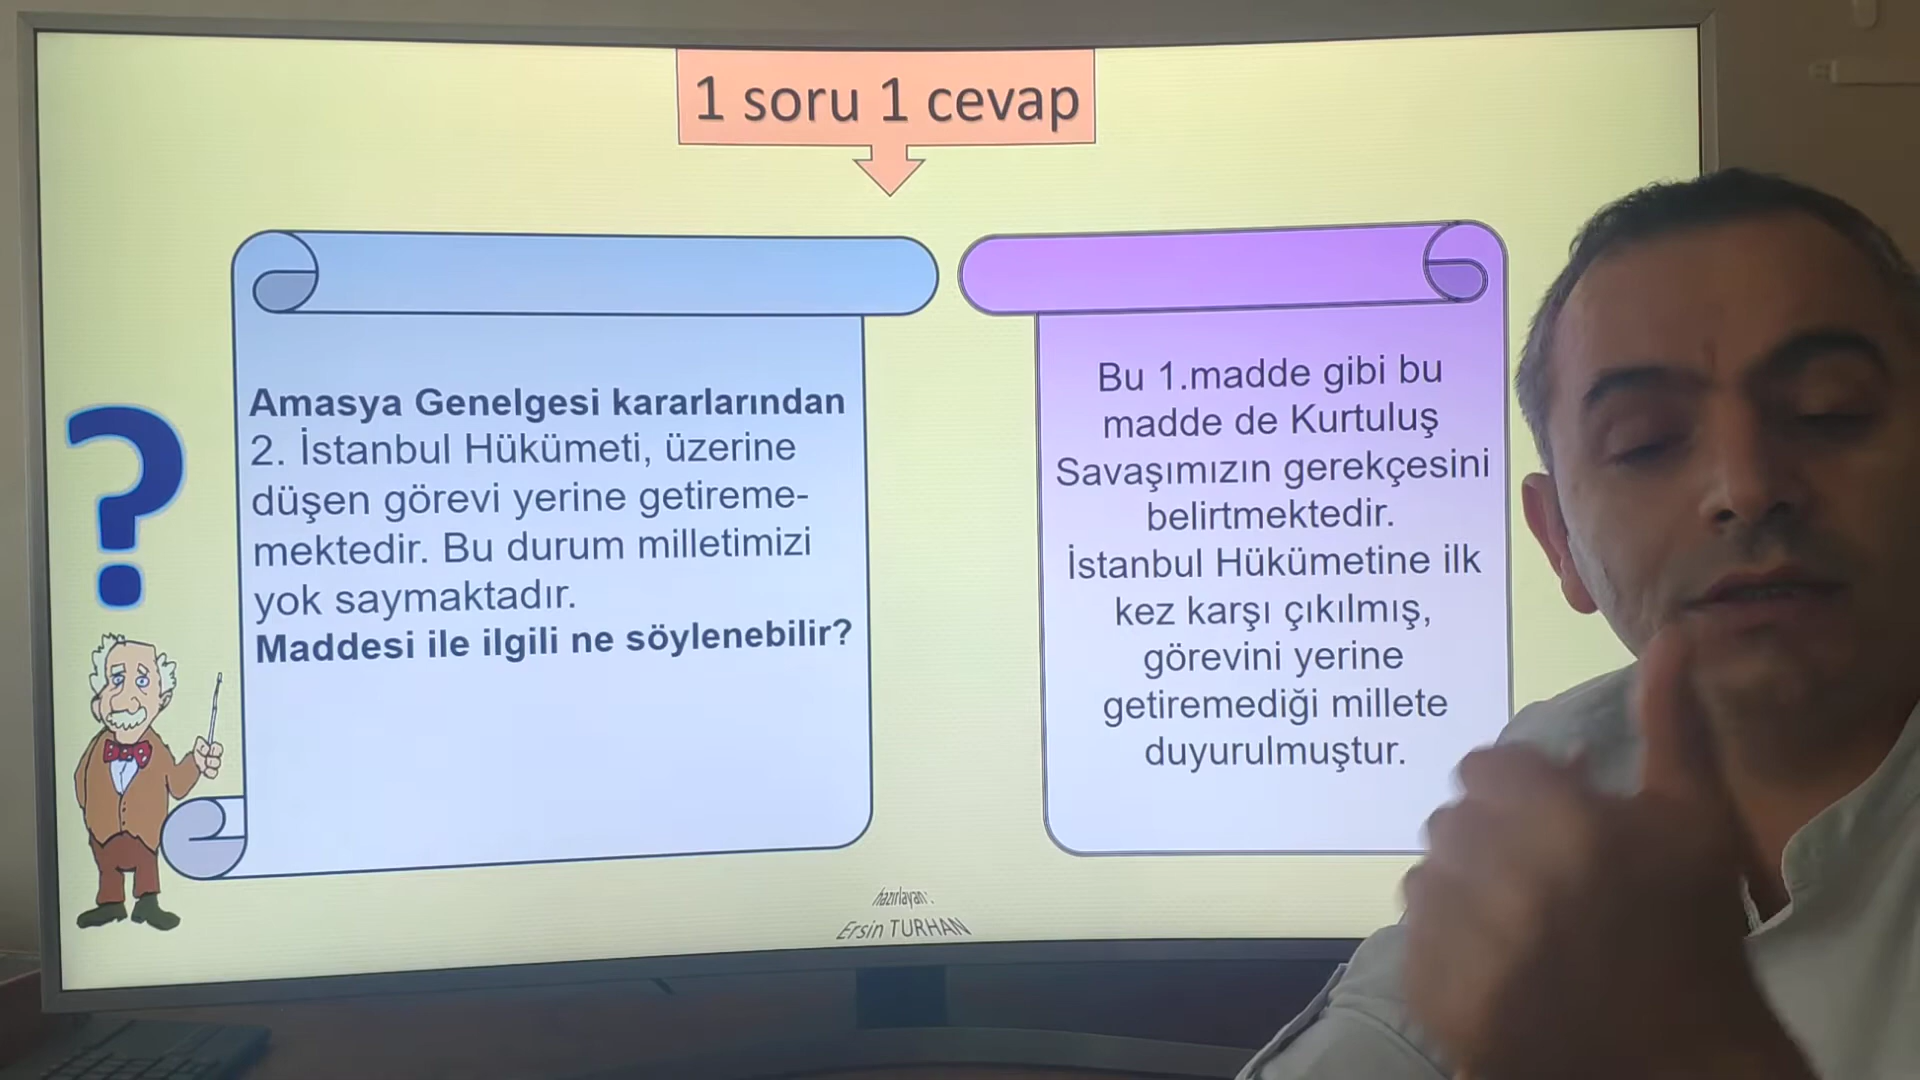 1 soru 1 cevap
Amasya Genelgesi kararlarından
2. İstanbul Hükümeti, üzerine
düşen görevi yerine getireme-
mektedir. Bu durum milletimizi
yok saymaktadır.
Maddesi ile ilgili ne söylenebilir?
Bu 1.madde gibi bu
madde de Kurtuluş
Savaşımızın gerekçesini
belirtmektedir.
İstanbul Hükümetine ilk
kez karşı çıkılmış,
görevini yerine
getiremediği millete
duyurulmuştur.
hazırlayan:
Ersin TURHAN